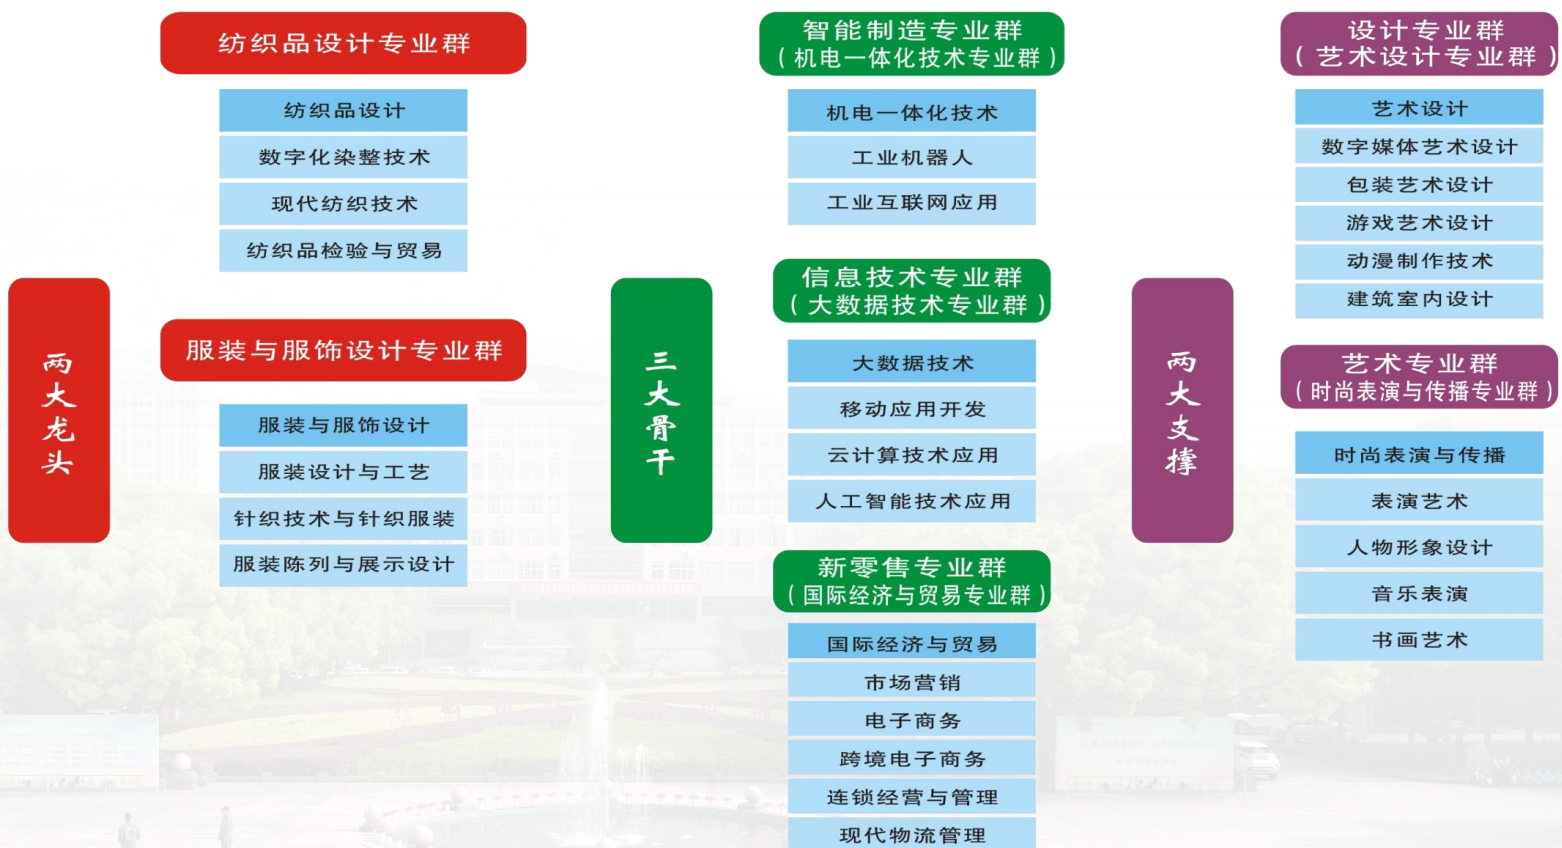 两大龙头
纺织品设计专业群
纺织品设计
数字化染整技术
现代纺织技术
纺织品检验与贸易
服装与服饰设计专业群
服装与服饰设计
服装设计与工艺
针织技术与针织服装
服装陈列与展示设计
三大骨干
智能制造专业群
(机电一体化技术专业群)
机电一体化技术
工业机器人
工业互联网应用
信息技术专业群
(大数据技术专业群)
大数据技术
移动应用开发
云计算技术应用
人工智能技术应用
新零售专业群
(国际经济与贸易专业群)
国际经济与贸易
市场营销
电子商务
跨境电子商务
连锁经营与管理
现代物流管理
两大支撑
设计专业群
(艺术设计专业群)
艺术设计
数字媒体艺术设计
包装艺术设计
游戏艺术设计
动漫制作技术
建筑室内设计
艺术专业群
(时尚表演与传播专业群)
时尚表演与传播
表演艺术
人物形象设计
音乐表演
书画艺术